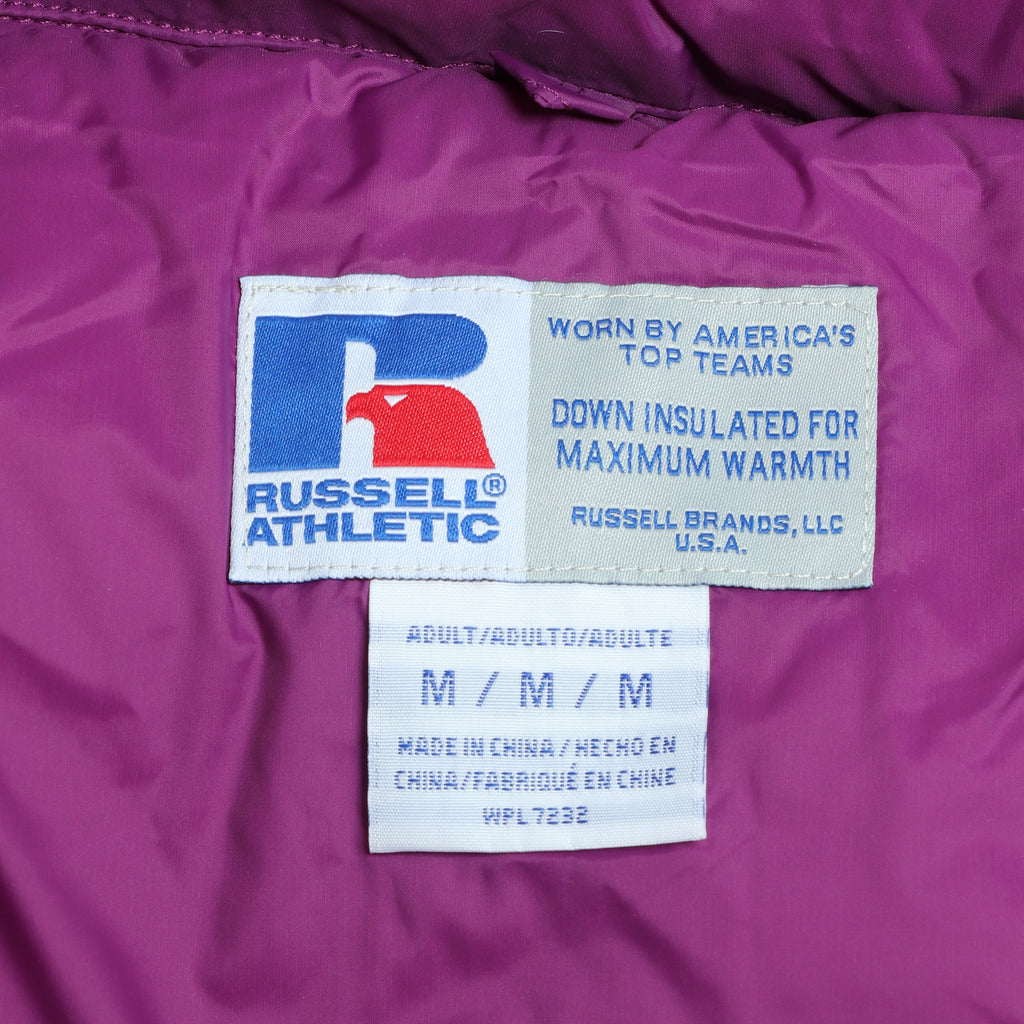 RUSSELL®
ATHLETIC
WORN BY AMERICA'S
TOP TEAMS
DOWN INSULATED FOR
MAXIMUM WARMTH
RUSSELL BRANDS, LLC
U.S.A.
ADULT/ADULTO/ADULTE
M / M / M
MADE IN CHINA / HECHO EN
CHINA/FABRIQUÉ EN CHINE
WPL 7232